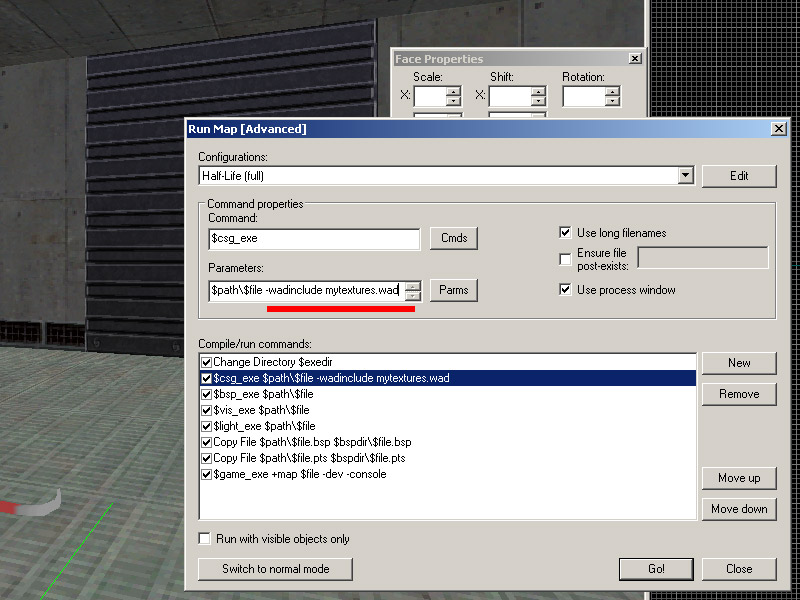 Face Properties
Scale: Shift: Rotation:
X: X:
Run Map [Advanced]
Configurations:
Half-Life (full) Edit
Command properties
Command:
$csg_exe Cmds
Use long filenames
Ensure file
post-exists:
Parameters:
$path\$file -wadinclude mytextures.wad Parms
Use process window
Compile/run commands:
Change Directory $exedir
$csg_exe $path\$file -wadinclude mytextures.wad
$bsp_exe $path\$file
$vis_exe $path\$file
$light_exe $path\$file
Copy File $path\$file.bsp $bspdir\$file.bsp
Copy File $path\$file.pts $bspdir\$file.pts
$game_exe +map $file -dev -console
New
Remove
Move up
Move down
Run with visible objects only
Switch to normal mode Go! Close